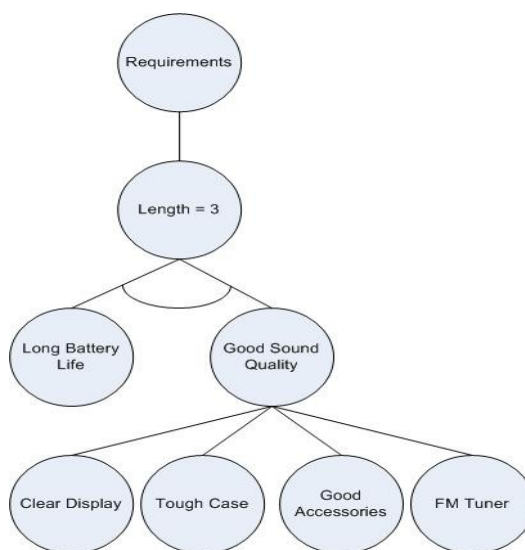 Requirements
Length = 3
Long Battery
Life
Good Sound
Quality
Clear Display
Tough Case
Good
Accessories
FM Tuner